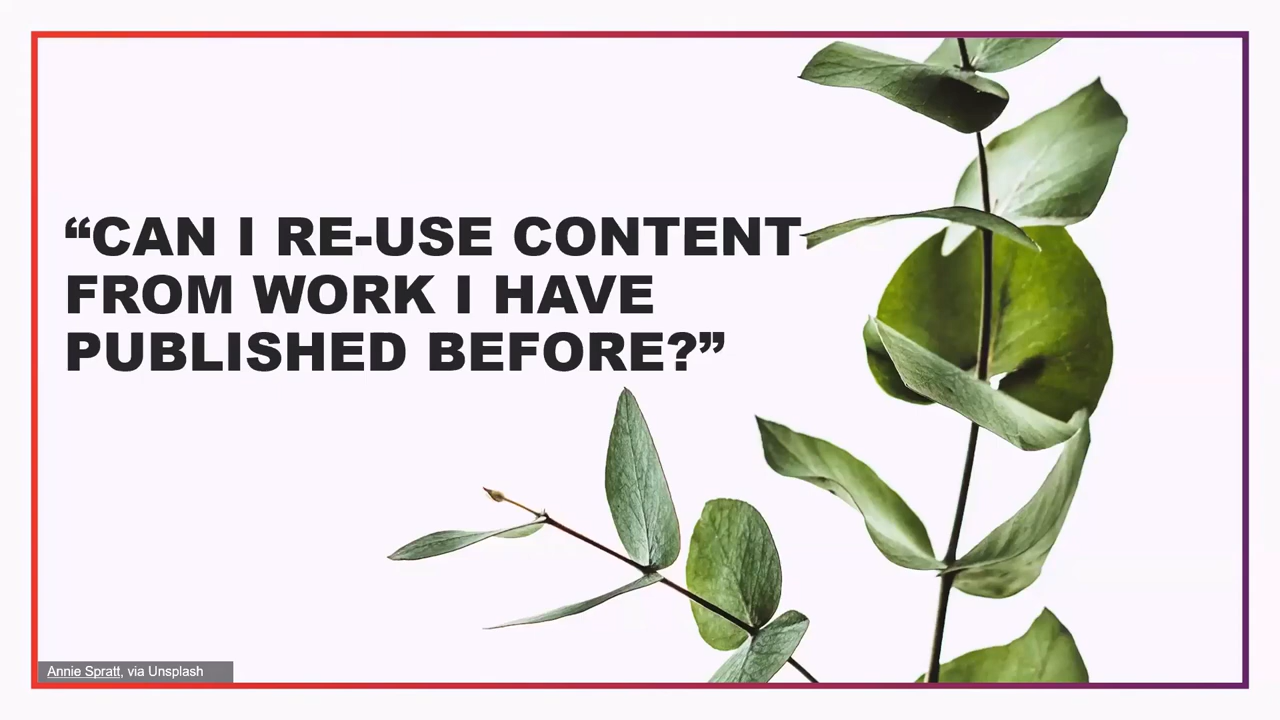 “CAN I RE-USE CONTENT
FROM WORK I HAVE
PUBLISHED BEFORE?”
Annie Spratt, via Unsplash